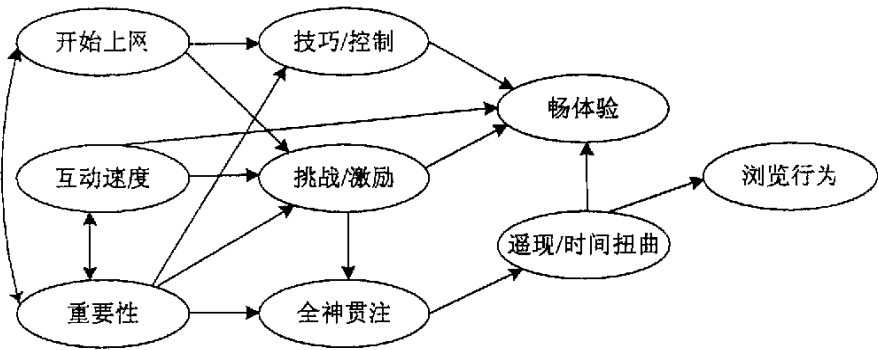 开始上网
技巧/控制
畅体验
互动速度
挑战/激励
浏览行为
遥现/时间扭曲
重要性
全神贯注